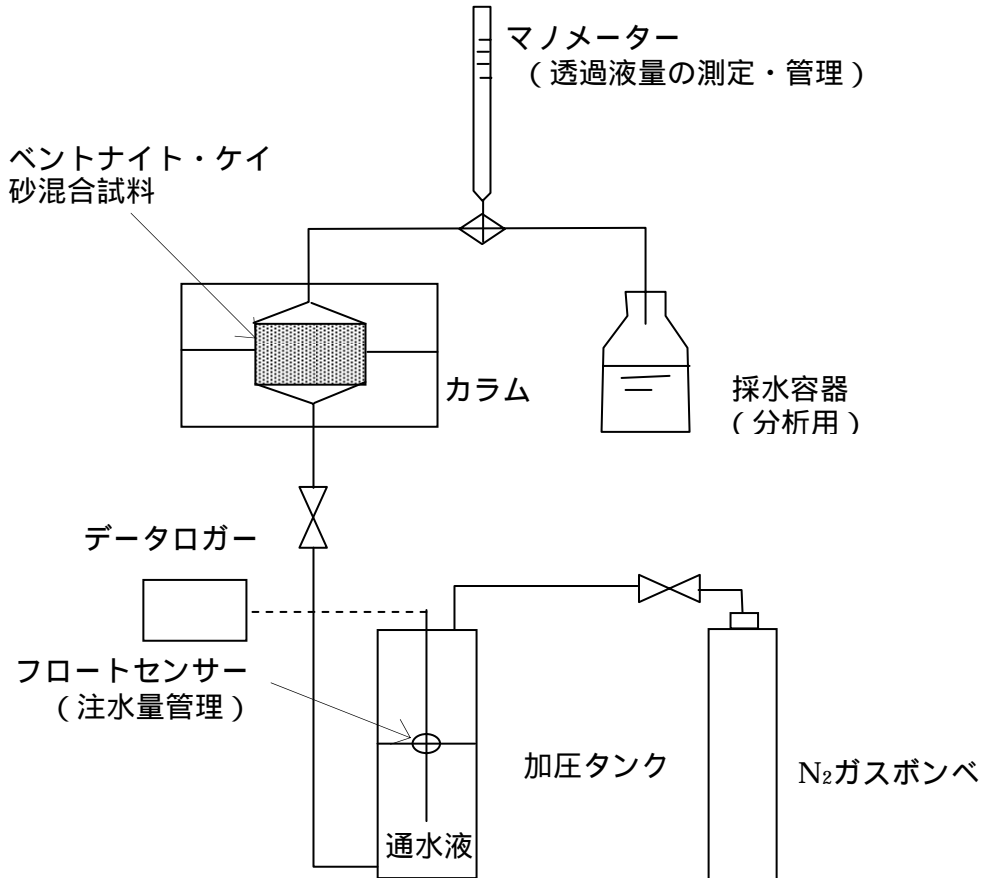 マノメーター
（透過液量の測定・管理）
ベントナイト・ケイ
砂混合試料
カラム
採水容器
（分析用）
データロガー
フロートセンサー
（注水量管理）
加圧タンク
N₂ガスボンベ
通水液